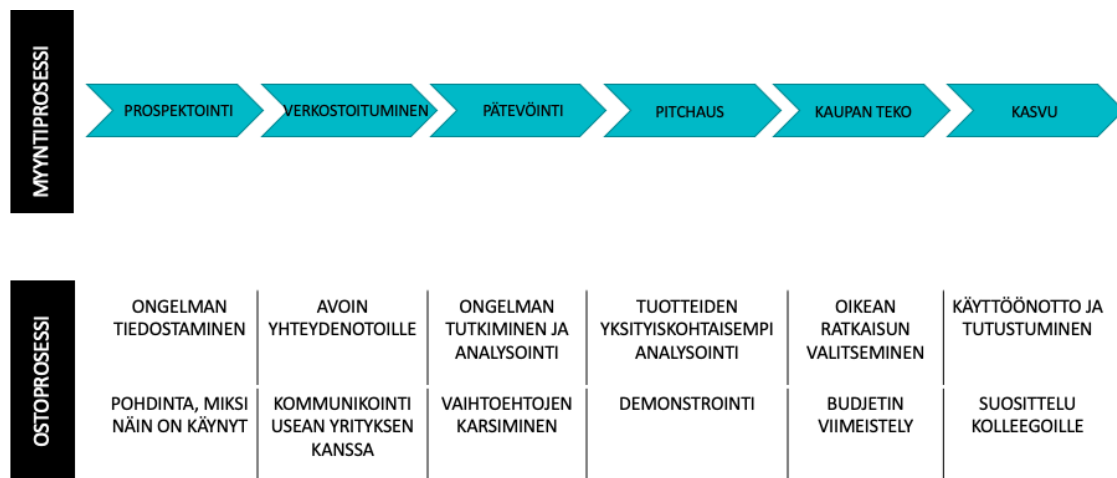 MYYNTIPROSESSI
PROSPEKTOINTI
VERKOSTOITUMINEN
PÄTEVÖINTI
PITCHAUS
KAUPAN TEKO
KASVU
OSTOPROSESSI
ONGELMAN
TIEDOSTAMINEN
AVOIN
YHTEYDENOTOILLE
ONGELMAN
TUTKIMINEN JA
ANALYSOINTI
TUOTTEIDEN
YKSITYISKOHTAISEMPI
ANALYSOINTI
OIKEAN
RATKAISUN
VALITSEMINEN
KÄYTTÖÖNOTTO JA
TUTUSTUMINEN
POHDINTA, MIKSI
NÄIN ON KÄYNYT
KOMMUNIKOINTI
USEAN YRITYKSEN
KANSSA
VAIHTOEHTOJEN
KARSIMINEN
DEMONSTROINTI
BUDJETIN
VIIMEISTELY
SUOSITTELU
KOLLEEGOILLE